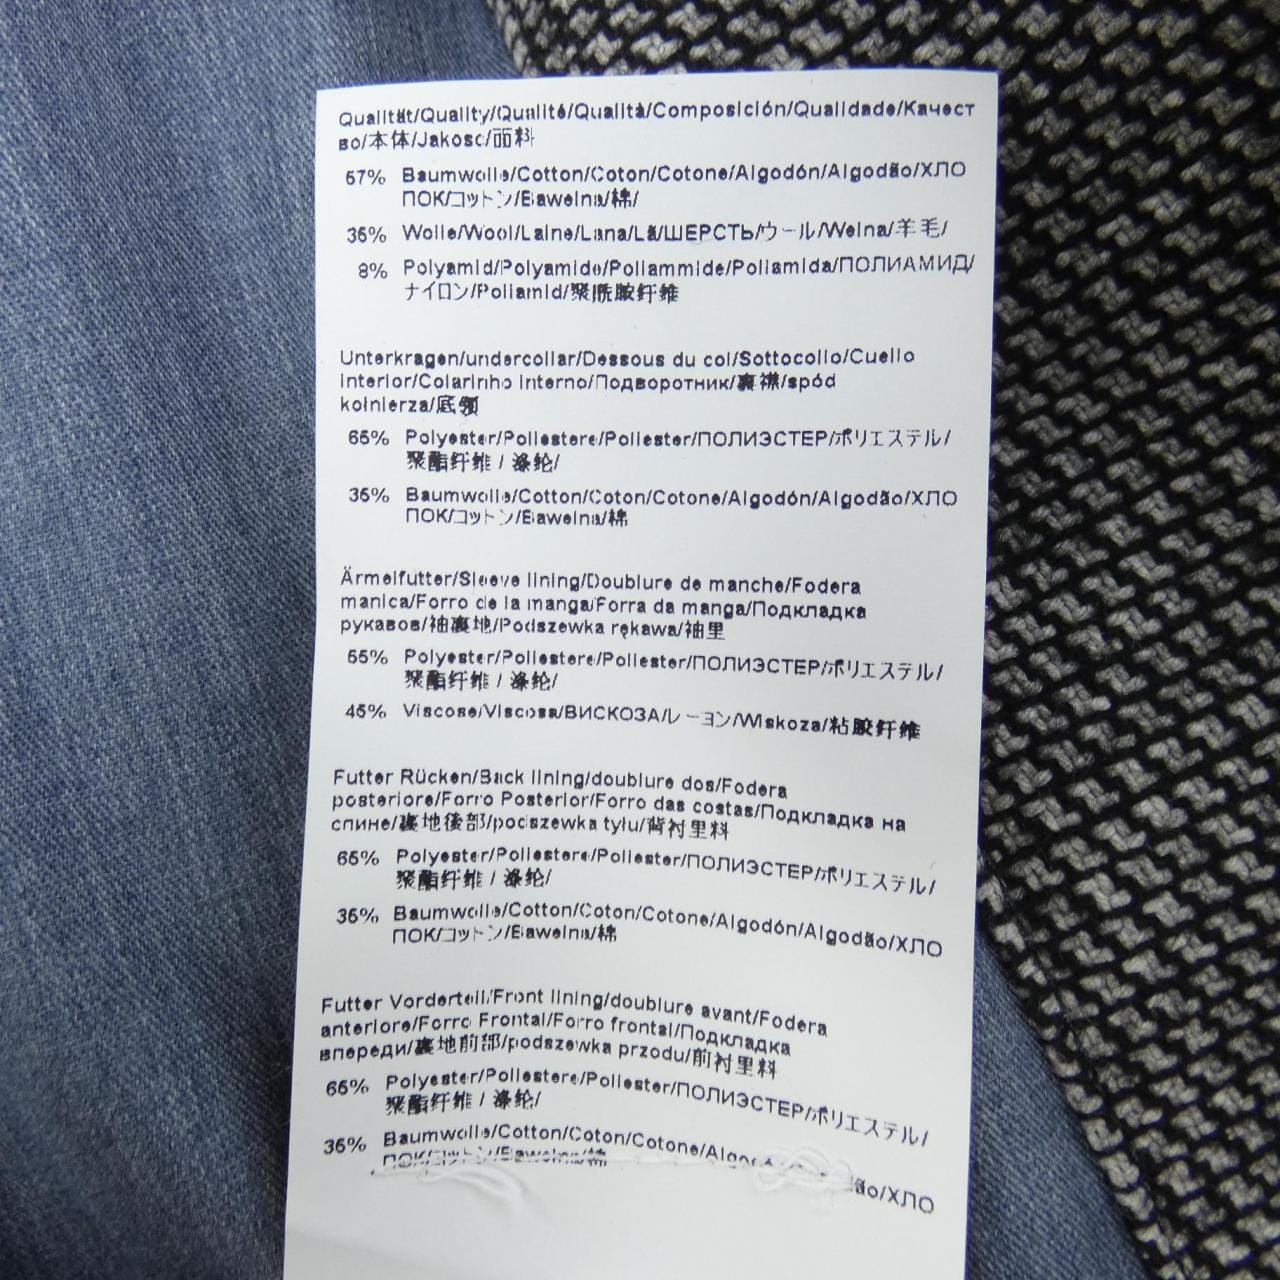 Qualität/Quality/Qualité/Qualità/Composición/Qualidade/Качест
во/本体/Jakosc/面料
57% Baumwolle/Cotton/Coton/Cotone/Algodón/Algodão/ХЛО
ПОК/コットン/Bawelna/棉/
35% Wolle/Wool/Laine/Lana/Lã/ШЕРСТЬ/ウール/Welna/羊毛/
8% Polyamid/Polyamide/Poliammide/Poliamida/ПОЛИАМИД/
ナイロン/Poliamid/聚酰胺纤维
Unterkragen/undercollar/Dessous du col/Sottocollo/Cuello
Interior/Colarinho Interno/Подворотник/裏襟/spód
kołnierza/底领
65% Polyester/Poliestere/Poliester/ПОЛИЭСТЕР/ポリエステル/
聚酯纤维 / 涤纶/
35% Baumwolle/Cotton/Coton/Cotone/Algodón/Algodão/ХЛО
ПОК/コットン/Bawelna/棉
Ärmelfutter/Sleeve lining/Doublure de manche/Fodera
manica/Forro de la manga/Forra da manga/Подкладка
рукавов/袖裏地/Podszewka rękawa/袖里
55% Polyester/Poliestere/Poliester/ПОЛИЭСТЕР/ポリエステル/
聚酯纤维 / 涤纶/
45% Viscose/Viscosa/ВИСКОЗА/レーヨン/Wiskoza/粘胶纤维
Futter Rücken/Back lining/doublure dos/Fodera
posteriore/Forro Posterior/Forro das costas/Подкладка на
спине/裏地後部/podszewka tyłu/背衬里料
65% Polyester/Poliestere/Poliester/ПОЛИЭСТЕР/ポリエステル/
聚酯纤维 / 涤纶/
35% Baumwolle/Cotton/Coton/Cotone/Algodón/Algodão/ХЛО
ПОК/コットン/Bawelna/棉
Futter Vorderteil/Front lining/doublure avant/Fodera
anteriore/Forro Frontal/Forro frontal/Подкладка
впереди/裏地前部/podszewka przodu/前衬里料
65% Polyester/Poliestere/Poliester/ПОЛИЭСТЕР/ポリエステル/
聚酯纤维 / 涤纶/
35% Baumwolle/Cotton/Coton/Cotone/Algodón/Algodão/ХЛО
ПОК/コットン/Bawelna/棉